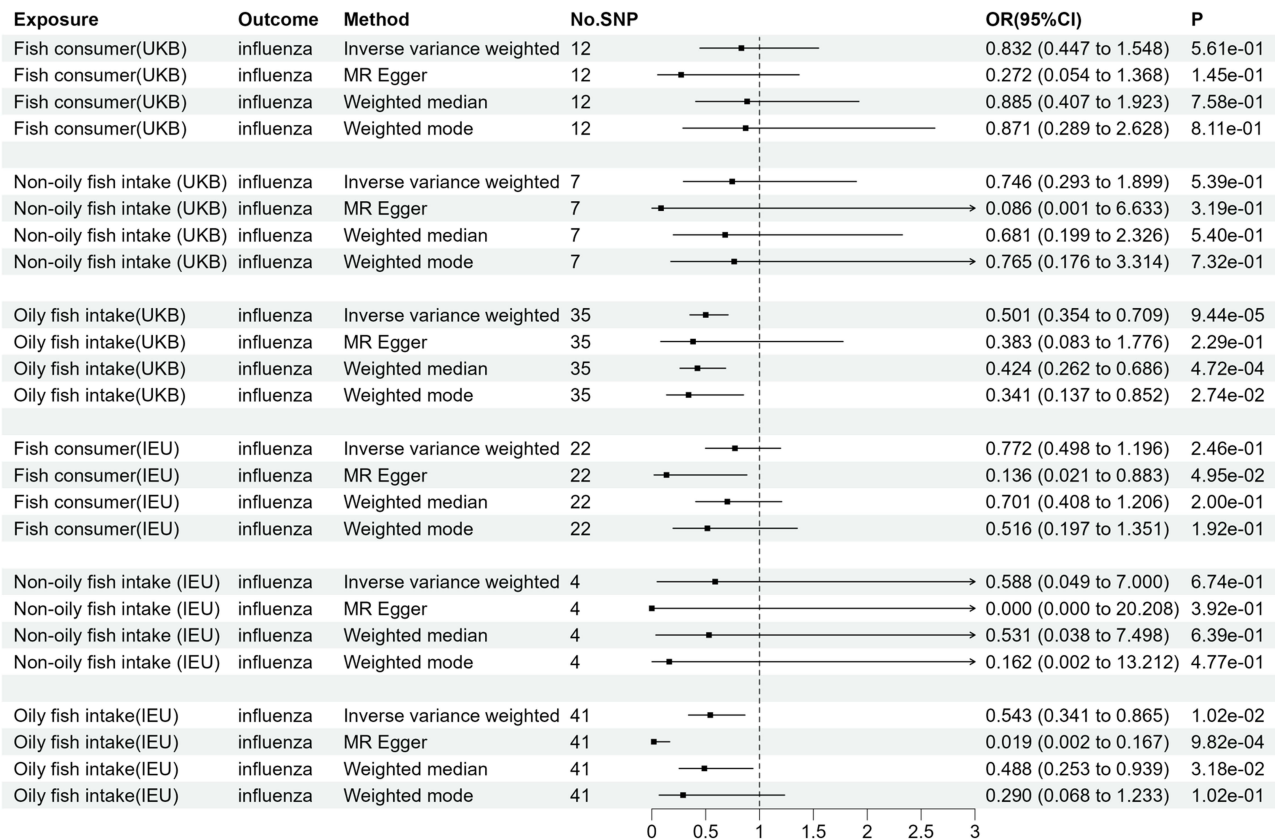 Exposure Outcome Method No.SNP OR(95%CI) P
Fish consumer(UKB) influenza Inverse variance weighted 12 0.832 (0.447 to 1.548) 5.61e-01
Fish consumer(UKB) influenza MR Egger 12 0.272 (0.054 to 1.368) 1.45e-01
Fish consumer(UKB) influenza Weighted median 12 0.885 (0.407 to 1.923) 7.58e-01
Fish consumer(UKB) influenza Weighted mode 12 0.871 (0.289 to 2.628) 8.11e-01
Non-oily fish intake (UKB) influenza Inverse variance weighted 7 0.746 (0.293 to 1.899) 5.39e-01
Non-oily fish intake (UKB) influenza MR Egger 7 0.086 (0.001 to 6.633) 3.19e-01
Non-oily fish intake (UKB) influenza Weighted median 7 0.681 (0.199 to 2.326) 5.40e-01
Non-oily fish intake (UKB) influenza Weighted mode 7 0.765 (0.176 to 3.314) 7.32e-01
Oily fish intake(UKB) influenza Inverse variance weighted 35 0.501 (0.354 to 0.709) 9.44e-05
Oily fish intake(UKB) influenza MR Egger 35 0.383 (0.083 to 1.776) 2.29e-01
Oily fish intake(UKB) influenza Weighted median 35 0.424 (0.262 to 0.686) 4.72e-04
Oily fish intake(UKB) influenza Weighted mode 35 0.341 (0.137 to 0.852) 2.74e-02
Fish consumer(IEU) influenza Inverse variance weighted 22 0.772 (0.498 to 1.196) 2.46e-01
Fish consumer(IEU) influenza MR Egger 22 0.136 (0.021 to 0.883) 4.95e-02
Fish consumer(IEU) influenza Weighted median 22 0.701 (0.408 to 1.206) 2.00e-01
Fish consumer(IEU) influenza Weighted mode 22 0.516 (0.197 to 1.351) 1.92e-01
Non-oily fish intake (IEU) influenza Inverse variance weighted 4 0.588 (0.049 to 7.000) 6.74e-01
Non-oily fish intake (IEU) influenza MR Egger 4 0.000 (0.000 to 20.208) 3.92e-01
Non-oily fish intake (IEU) influenza Weighted median 4 0.531 (0.038 to 7.498) 6.39e-01
Non-oily fish intake (IEU) influenza Weighted mode 4 0.162 (0.002 to 13.212) 4.77e-01
Oily fish intake(IEU) influenza Inverse variance weighted 41 0.543 (0.341 to 0.865) 1.02e-02
Oily fish intake(IEU) influenza MR Egger 41 0.019 (0.002 to 0.167) 9.82e-04
Oily fish intake(IEU) influenza Weighted median 41 0.488 (0.253 to 0.939) 3.18e-02
Oily fish intake(IEU) influenza Weighted mode 41 0.290 (0.068 to 1.233) 1.02e-01
0 0.5 1 1.5 2 2.5 3